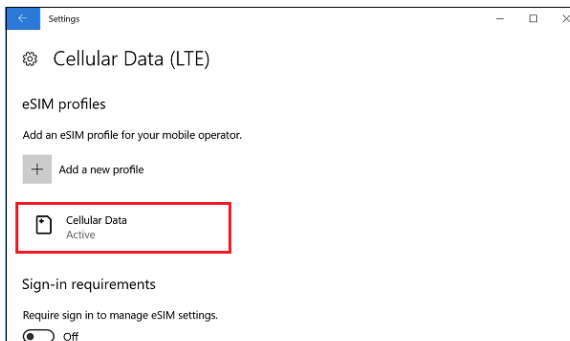 Settings
Cellular Data (LTE)
eSIM profiles
Add an eSIM profile for your mobile operator.
Add a new profile
Cellular Data
Active
Sign-in requirements
Require sign in to manage eSIM settings.
Off